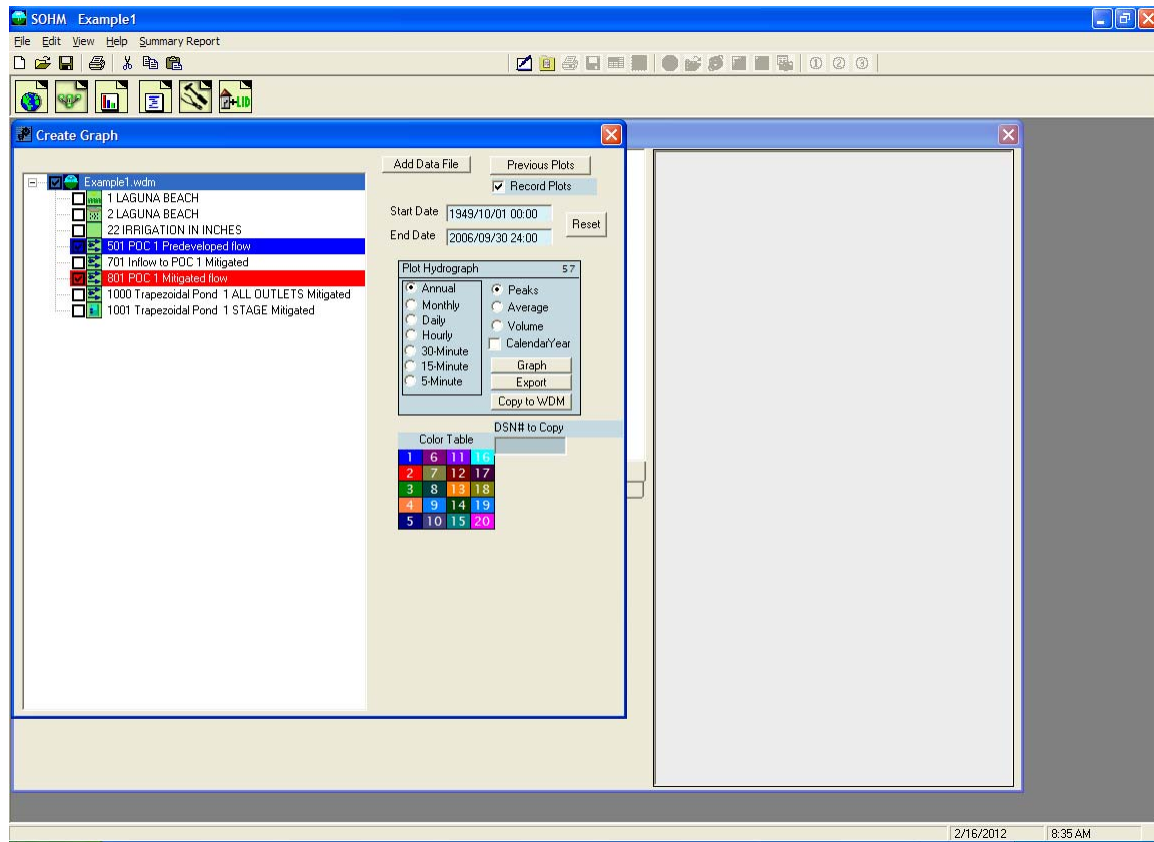 SOHM Example1
File Edit View Help Summary Report
① ② ③
+LID
Create Graph
Add Data File
Previous Plots
Record Plots
Example1.wdm
1 LAGUNA BEACH
2 LAGUNA BEACH
22 IRRIGATION IN INCHES
501 POC 1 Predeveloped flow
701 Inflow to POC 1 Mitigated
801 POC 1 Mitigated flow
1000 Trapezoidal Pond 1 ALL OUTLETS Mitigated
1001 Trapezoidal Pond 1 STAGE Mitigated
Start Date 1949/10/01 00:00
Reset
End Date 2006/09/30 24:00
Plot Hydrograph 57
Annual
Monthly
Daily
Hourly
30-Minute
15-Minute
5-Minute
Peaks
Average
Volume
CalendarYear
Graph
Export
Copy to WDM
DSN# to Copy
Color Table
1 6 11 16
2 7 12 17
3 8 13 18
4 9 14 19
5 10 15 20
2/16/2012 8:35 AM